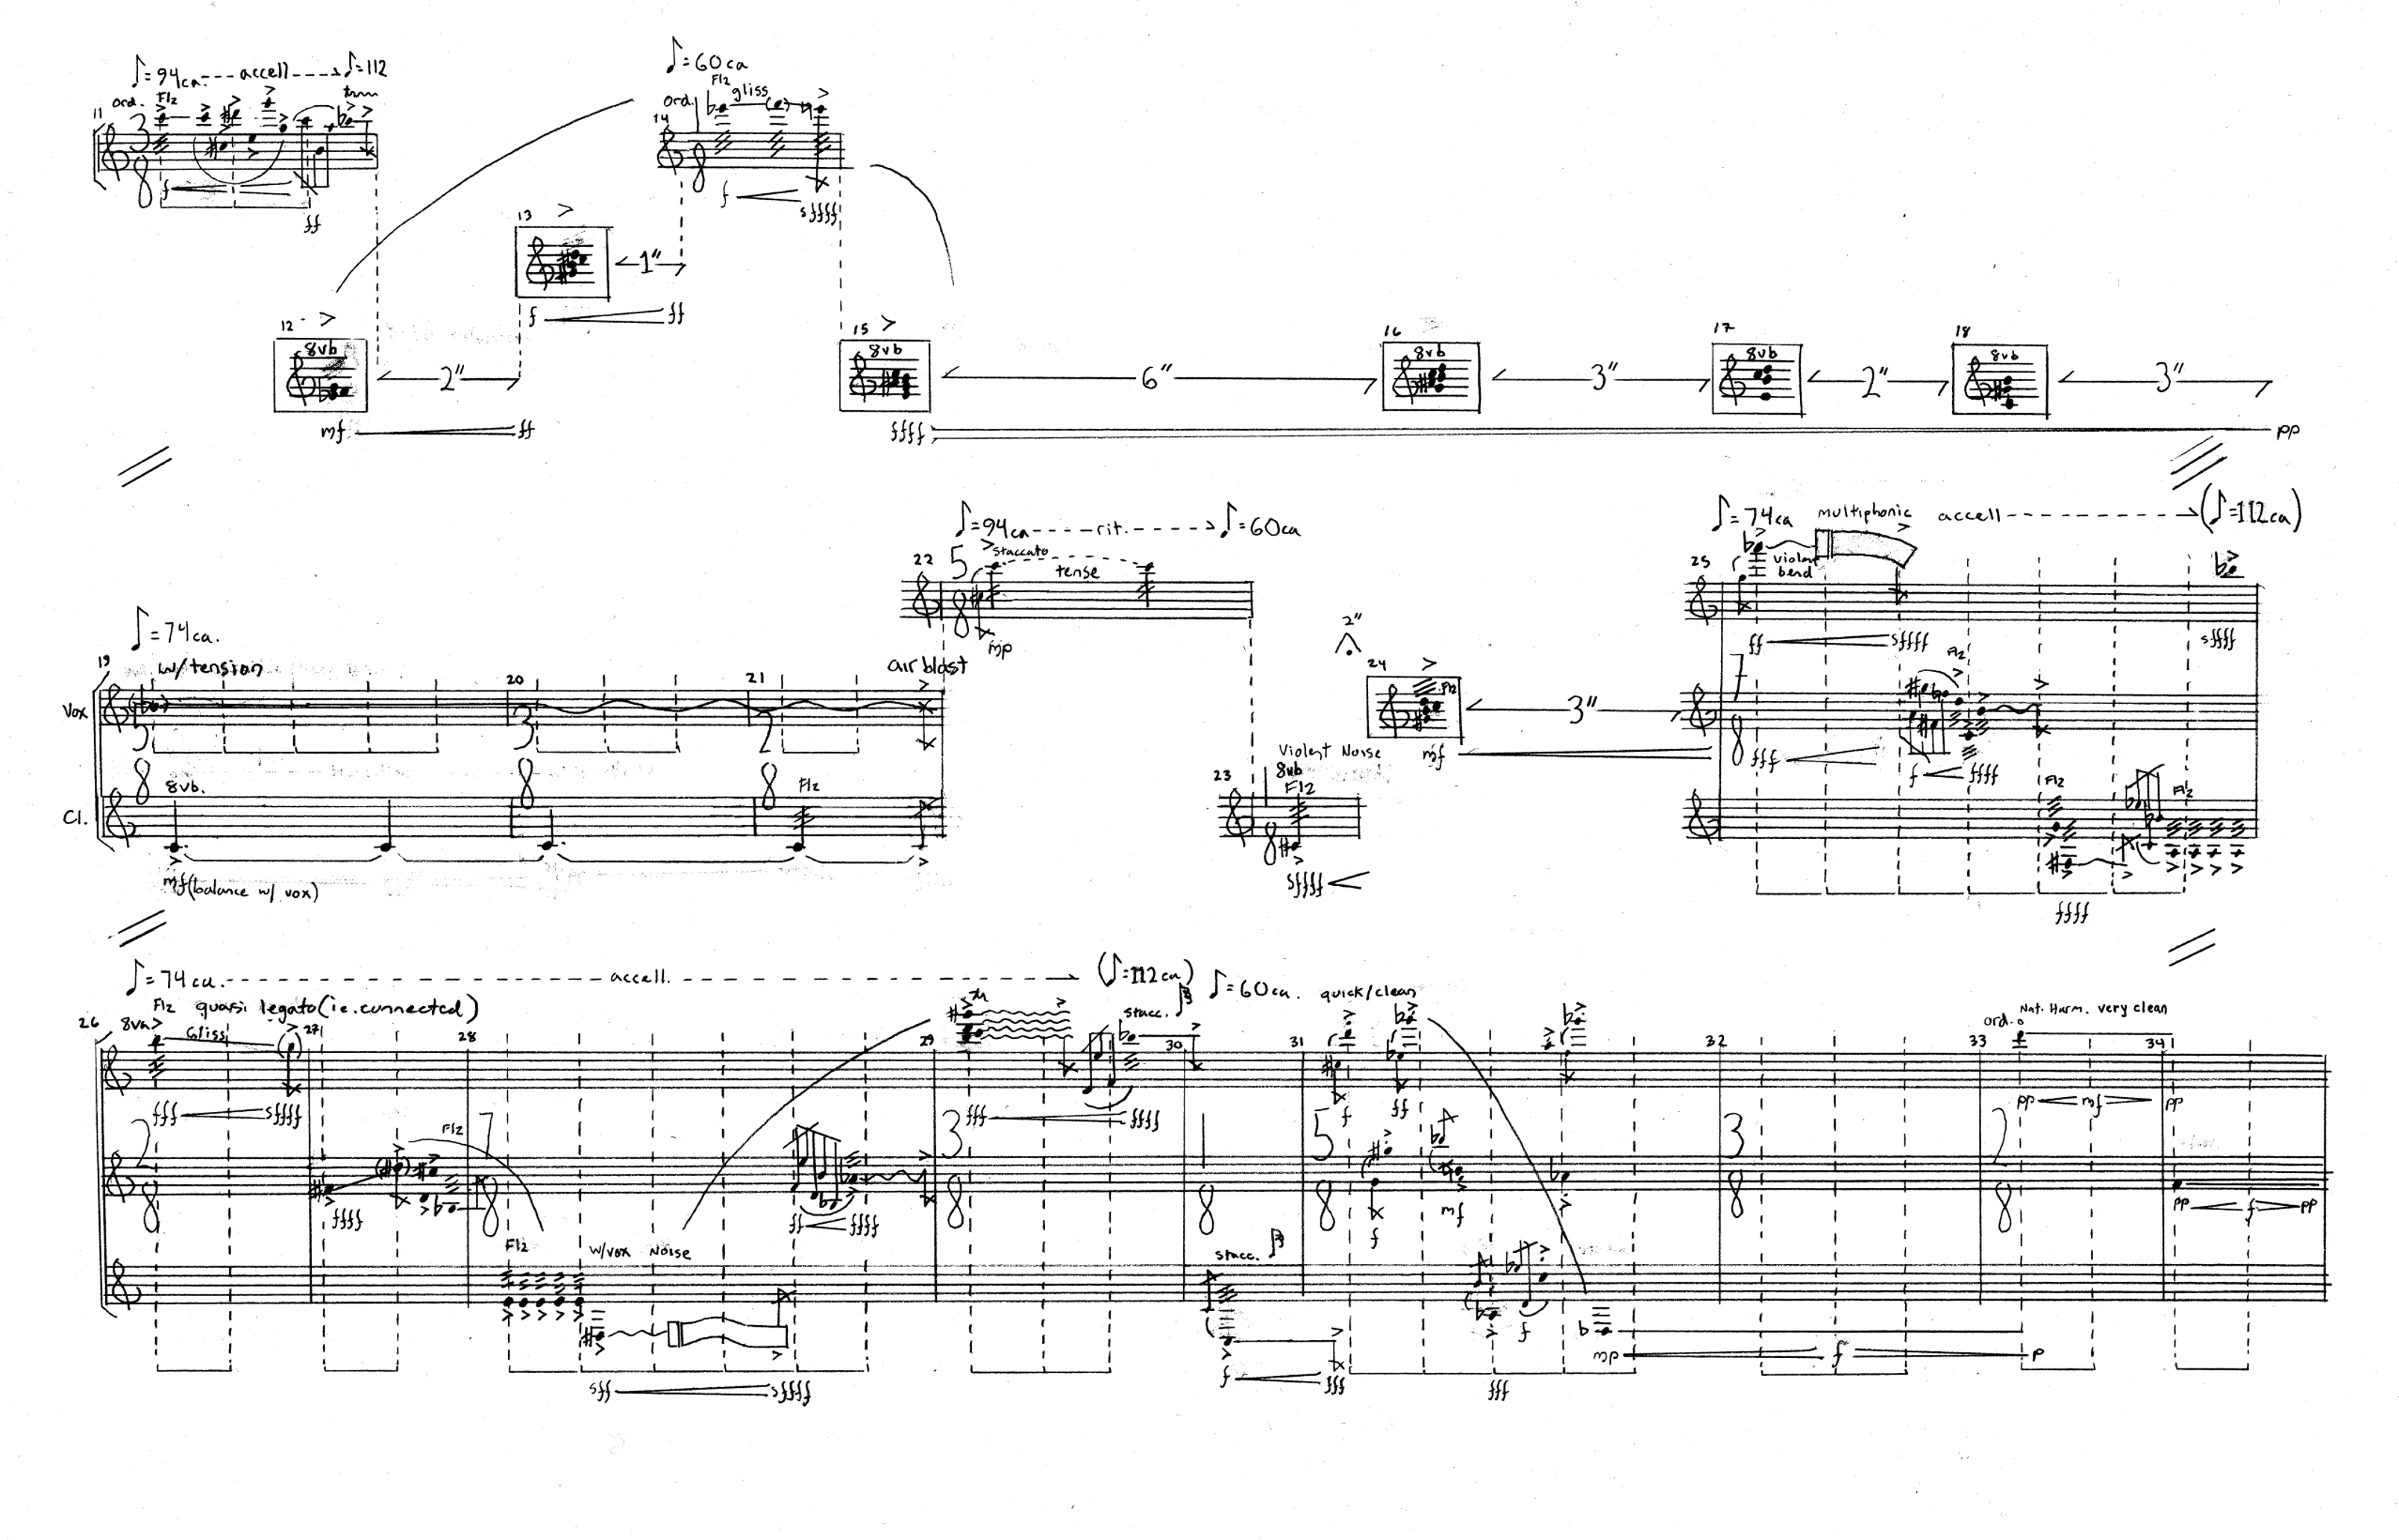 ♪=94ca.---accell---→♪=112
♪=60ca
ord. Flz
Flz
ord. gliss
11
3
8
14
8
f
ff
f
sffff
13
1"
f ff
12
8vb
2"
mf ff
15
8vb
6"
16
8vb
3"
17
8vb
2"
18
8vb
3"
ffff pp
♪=94ca----rit.-----→♪=60ca
♪=74ca multiphonic accell--------→(♪=112ca)
22
5
8
staccato
tense
mp
25
violent
bend
ff sffff sffff
♪=74ca.
19
w/tension
20
21
air blast
Vox
5
8
3
8
2
8
2"
24
Flz
3"
mf
7
8
Flz
fff
f ffff
Cl.
8vb.
Flz
mf(balance w/ vox)
Violent Noise
23
8vb
Flz
8
sffff
Flz
Flz
ffff
♪=74ca.-----accell.-----(♪=112ca)
♪=60ca. quick/clean
26
Flz quasi legato(ie.connected)
8va
Gliss
27
28
29
stacc.
30
31
32
33
ord.
Nat. Harm. very clean
34
fff sffff
fff ffff
f
ff
pp mf pp
2
8
Flz
ffff
7
8
ff ffff
3
8
1
8
5
8
f
mf
3
8
2
8
pp f pp
Flz
w/vox Noise
sff sffff
stacc.
f fff
f
fff
mp f p